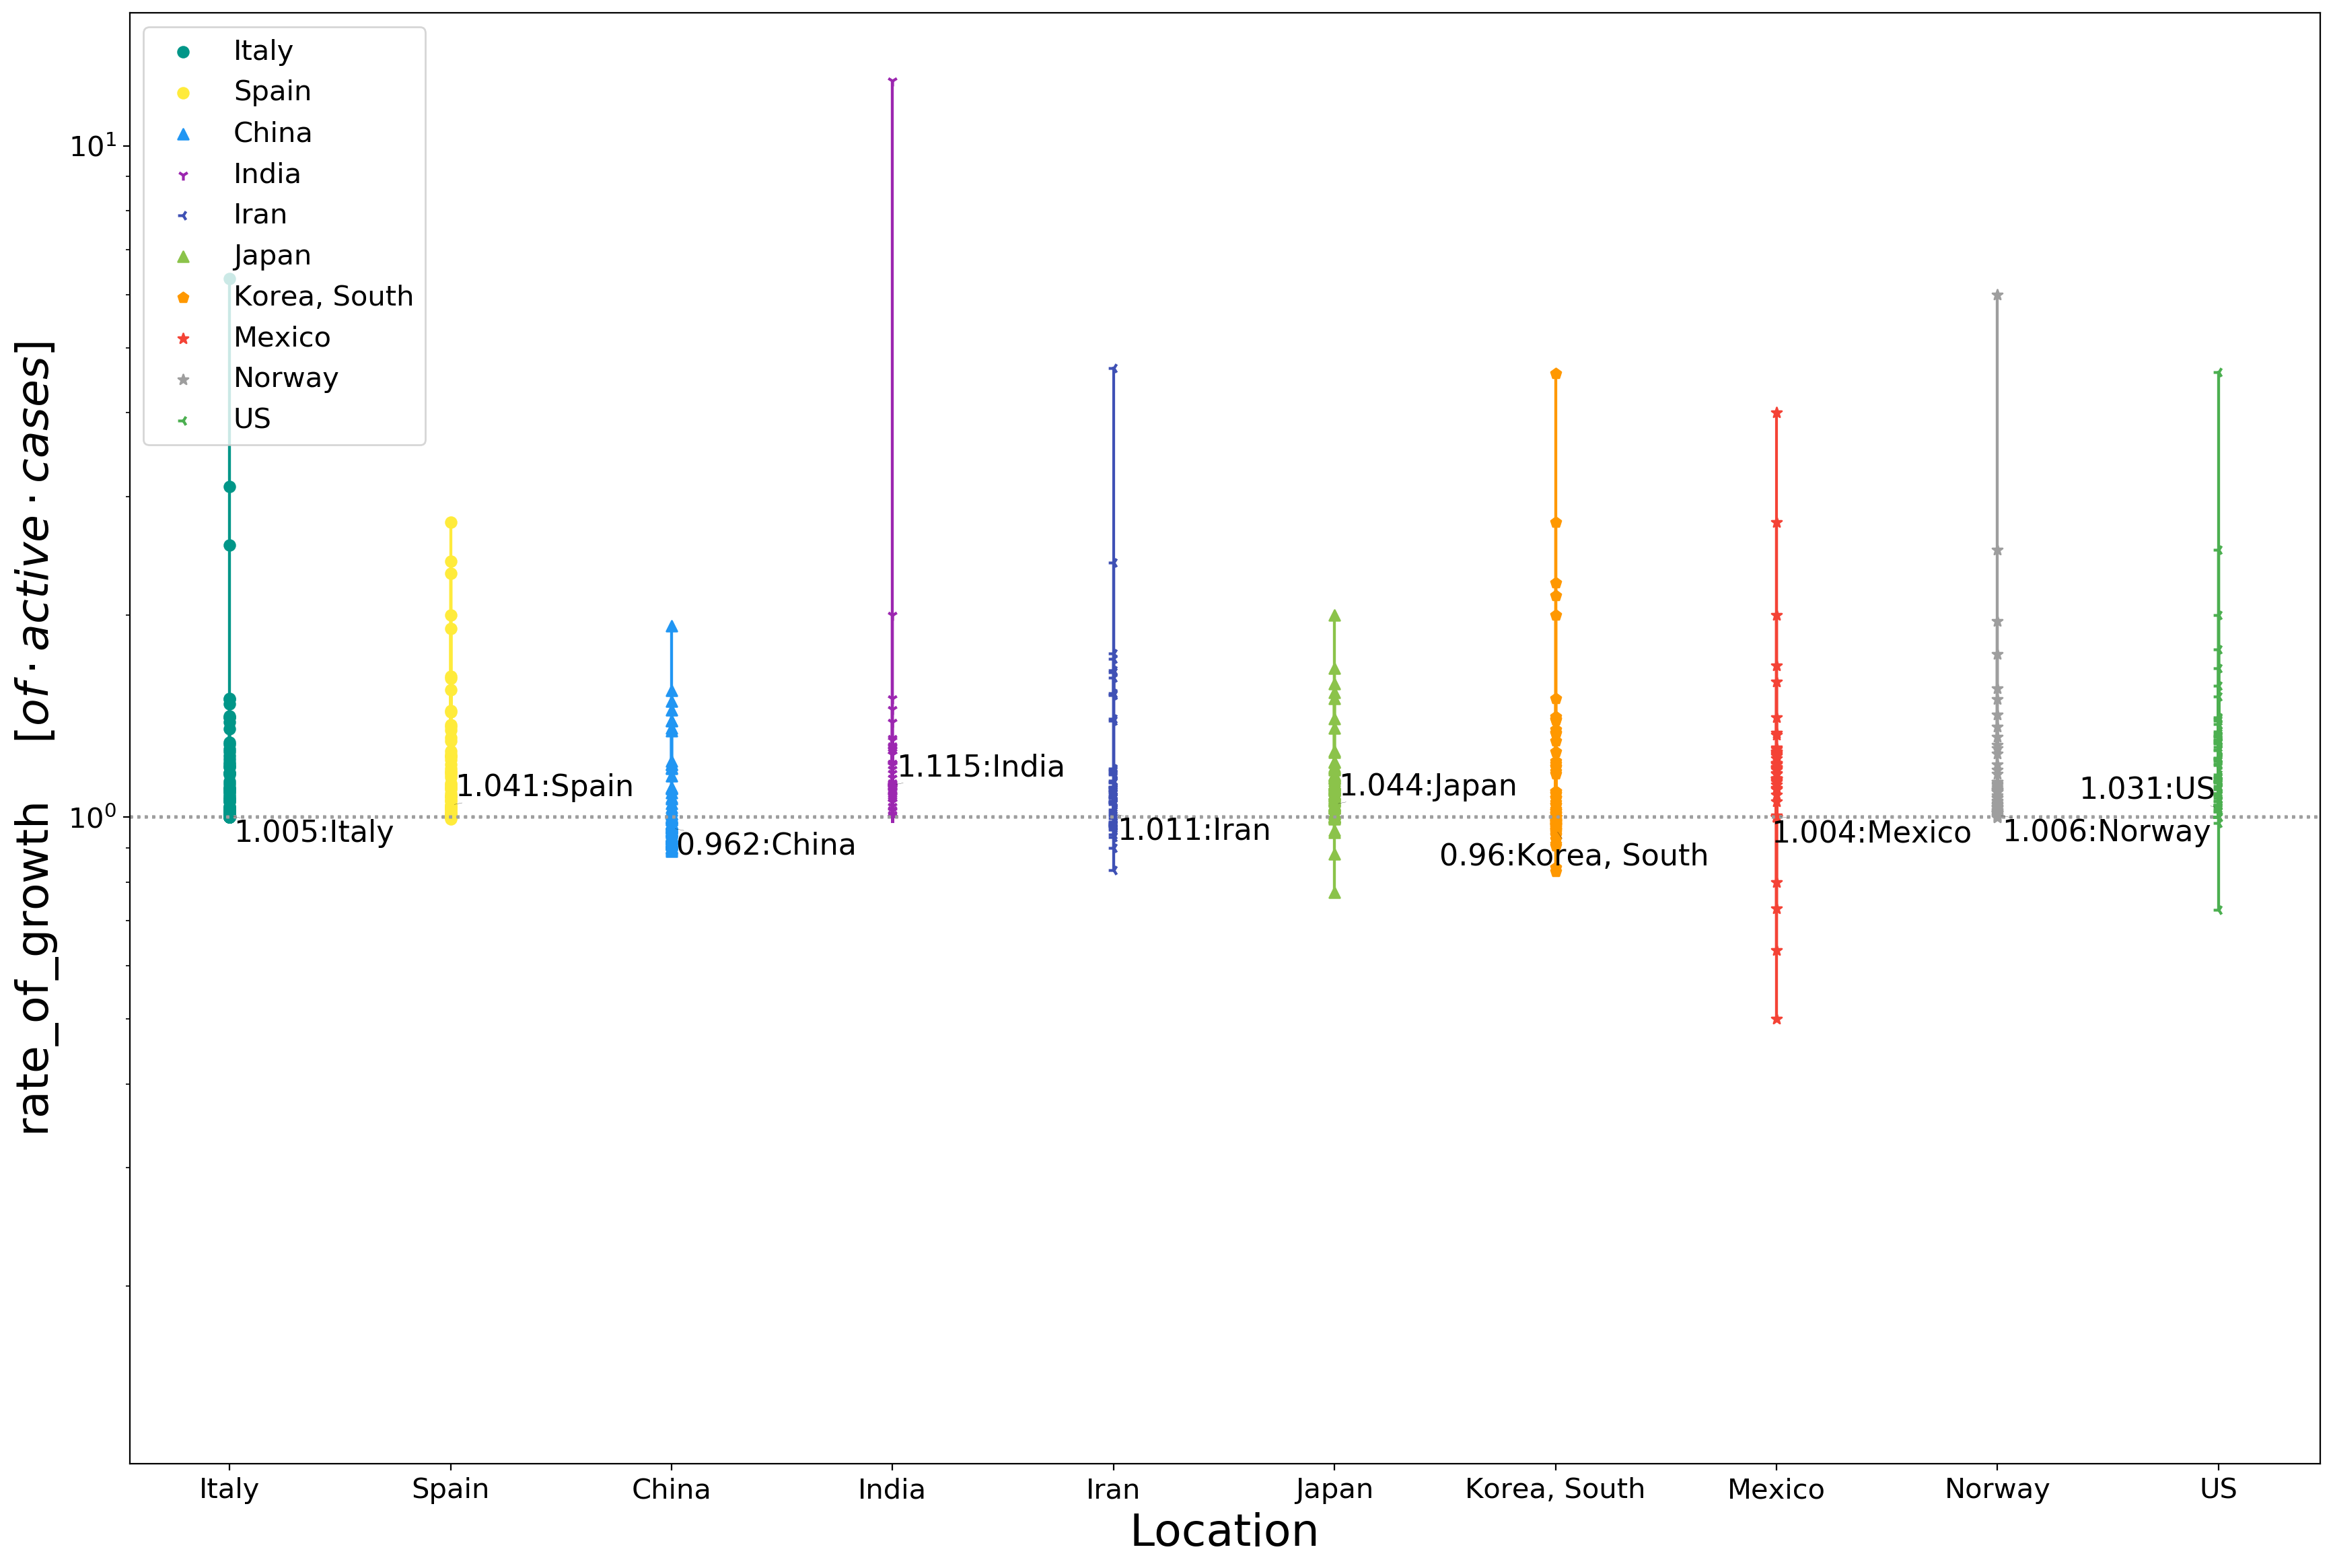 Italy
Spain
China
India
Iran
Japan
Korea, South
Mexico
Norway
US
10¹
10⁰
rate_of_growth [of·active·cases]
1.005:Italy
1.041:Spain
0.962:China
1.115:India
1.011:Iran
1.044:Japan
0.96:Korea, South
1.004:Mexico
1.006:Norway
1.031:US
Italy Spain China India Iran Japan Korea, South Mexico Norway US
Location